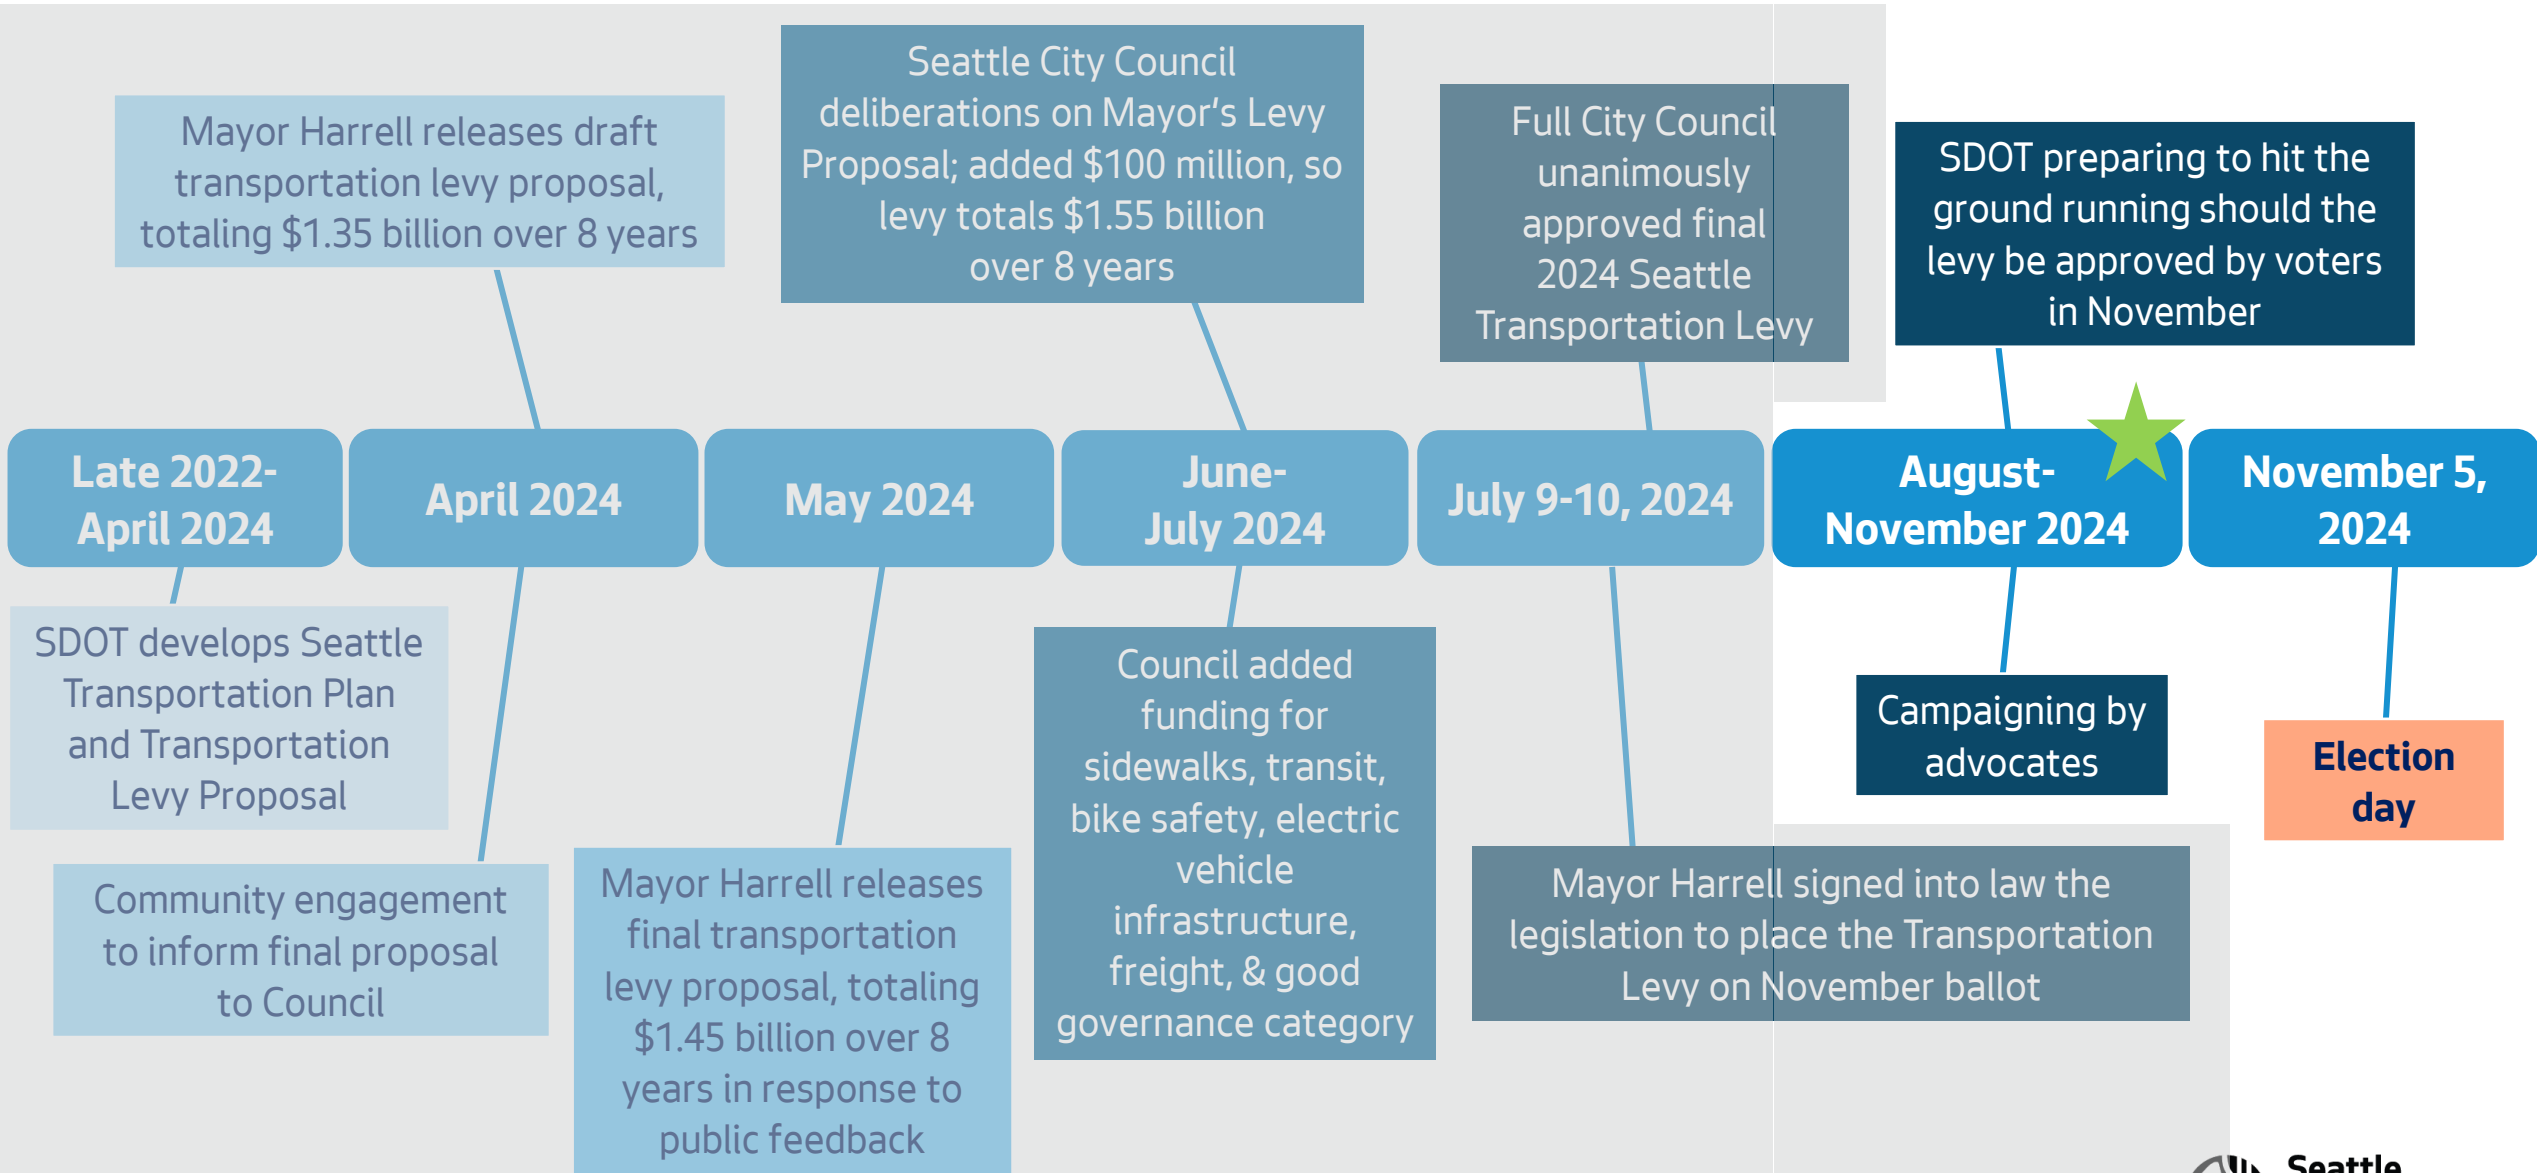 Mayor Harrell releases draft
transportation levy proposal,
totaling $1.35 billion over 8 years
Seattle City Council
deliberations on Mayor's Levy
Proposal; added $100 million, so
levy totals $1.55 billion
over 8 years
Full City Council
unanimously
approved final
2024 Seattle
Transportation Levy
SDOT preparing to hit the
ground running should the
levy be approved by voters
in November
Late 2022-
April 2024
April 2024
May 2024
June-
July 2024
July 9-10, 2024
August-
November 2024
November 5,
2024
SDOT develops Seattle
Transportation Plan
and Transportation
Levy Proposal
Community engagement
to inform final proposal
to Council
Mayor Harrell releases
final transportation
levy proposal, totaling
$1.45 billion over 8
years in response to
public feedback
Council added
funding for
sidewalks, transit,
bike safety, electric
vehicle
infrastructure,
freight, & good
governance category
Mayor Harrell signed into law the
legislation to place the Transportation
Levy on November ballot
Campaigning by
advocates
Election
day
Seattle